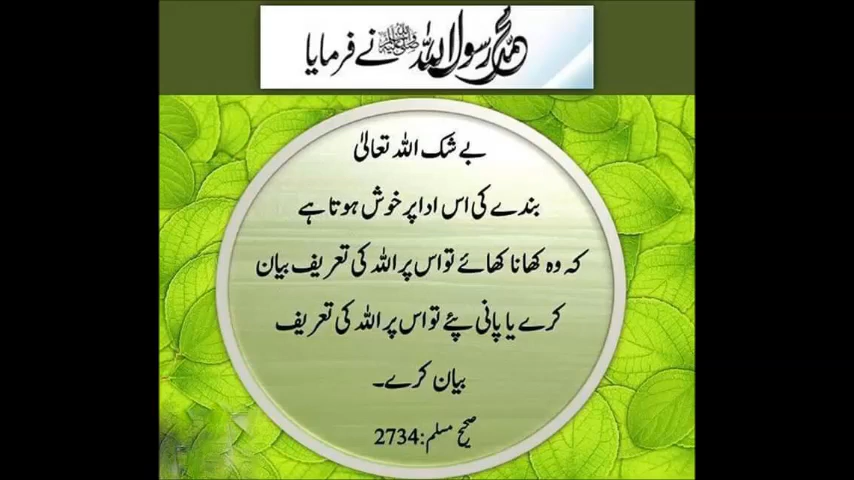 محمد رسول اللہ ﷺ نے فرمایا
بے شک اللہ تعالیٰ
بندے کی اس ادا پر خوش ہوتا ہے
کہ وہ کھانا کھائے تو اس پر اللہ کی تعریف بیان
کرے یا پانی پئے تو اس پر اللہ کی تعریف
بیان کرے۔
صحیح مسلم:2734